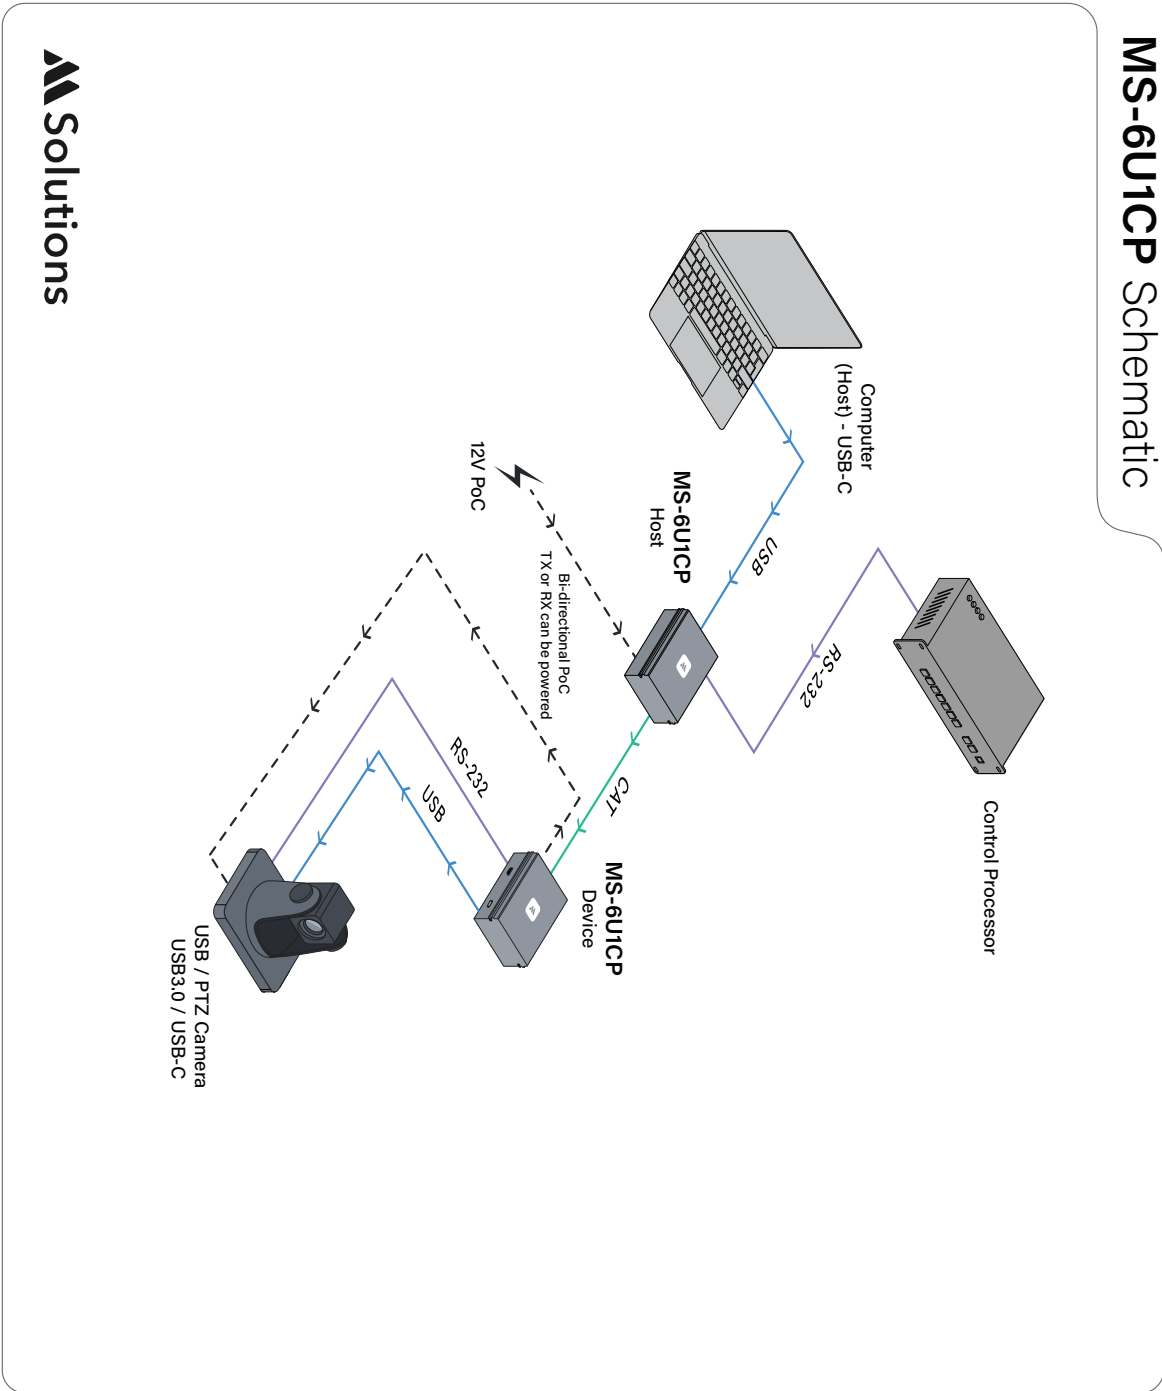 MS-6U1CP Schematic
Computer
(Host) - USB-C
USB
RS-232
Control Processor
MS-6U1CP
Host
12V PoC
Bi-directional PoC
TX or RX can be powered
CAT
MS-6U1CP
Device
RS-232
USB
USB / PTZ Camera
USB3.0 / USB-C
Solutions